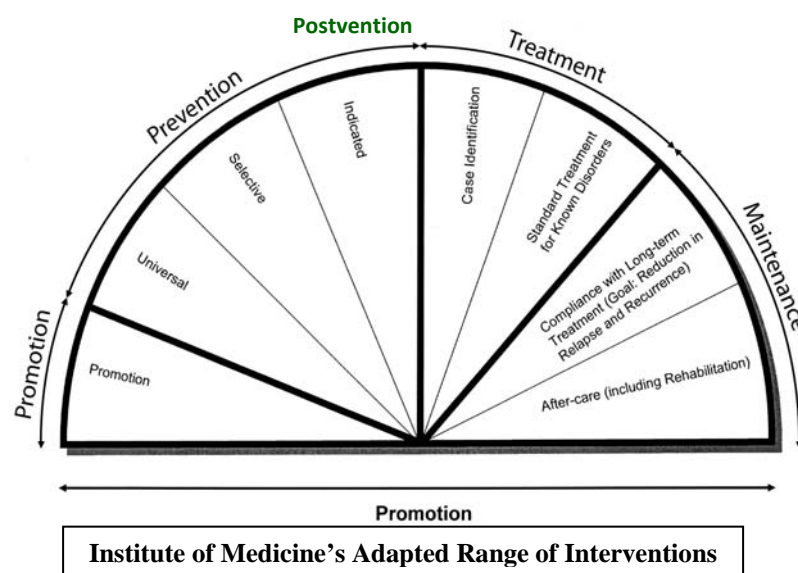 Postvention
Treatment
Prevention
Promotion
Maintenance
Promotion
Universal
Selective
Indicated
Case Identification
Standard Treatment
for Known Disorders
Compliance with Long-term
Treatment (Goal: Reduction in
Relapse and Recurrence)
After-care (including Rehabilitation)
Promotion
Institute of Medicine's Adapted Range of Interventions